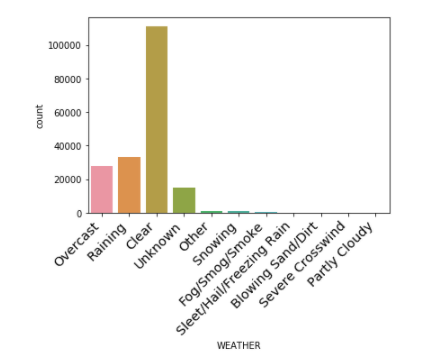 100000
80000
60000
40000
20000
0
count
Overcast
Raining
Clear
Unknown
Other
Snowing
Fog/Smog/Smoke
Sleet/Hail/Freezing Rain
Blowing Sand/Dirt
Severe Crosswind
Partly Cloudy
WEATHER